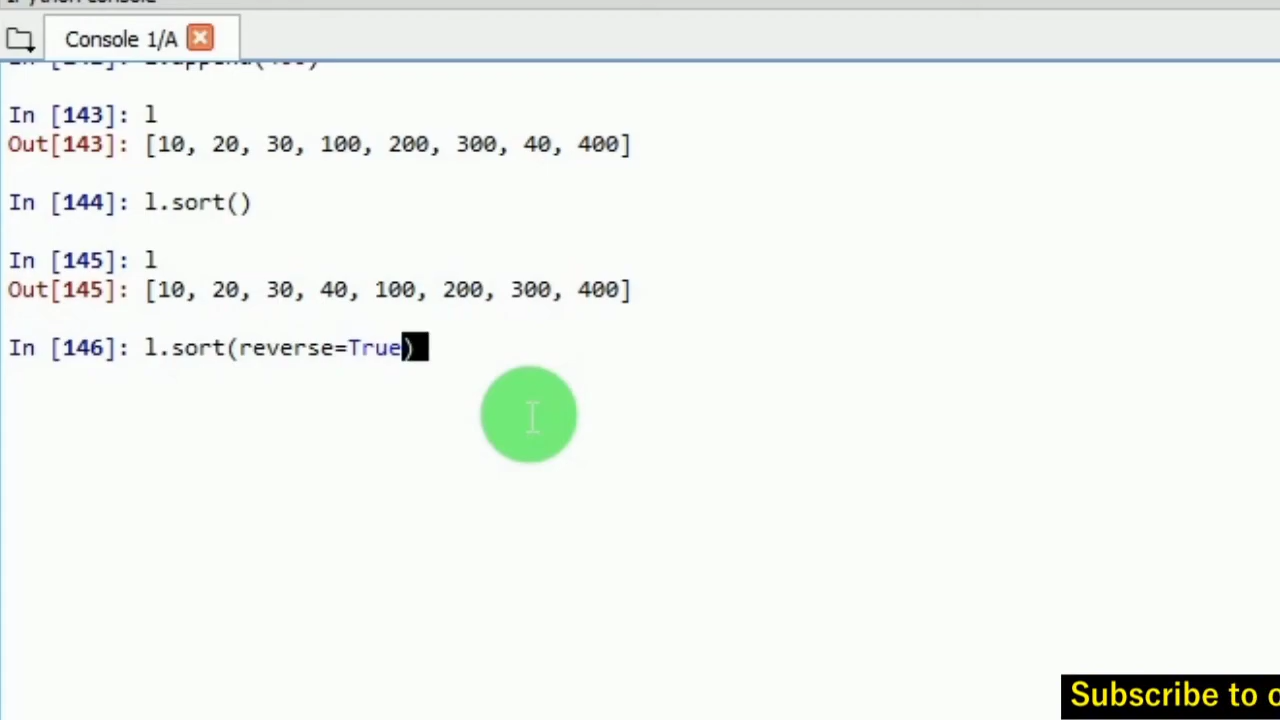 Console 1/A
In [143]: l
Out[143]: [10, 20, 30, 100, 200, 300, 40, 400]
In [144]: l.sort()
In [145]: l
Out[145]: [10, 20, 30, 40, 100, 200, 300, 400]
In [146]: l.sort(reverse=True)
Subscribe to